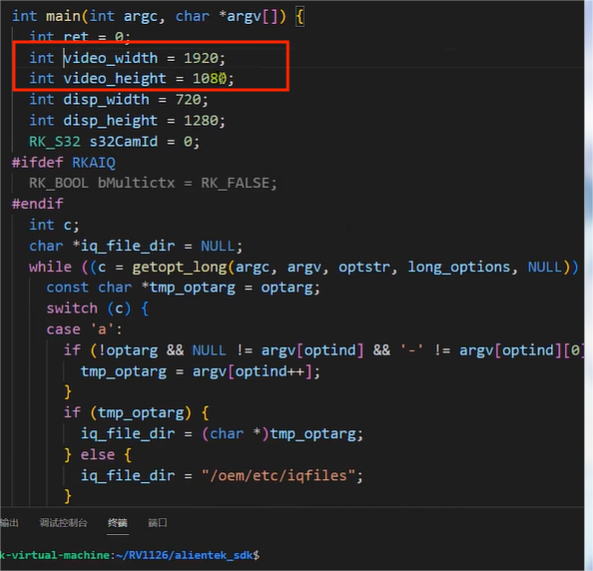 int main(int argc, char *argv[]) {
int ret = 0;
int video_width = 1920;
int video_height = 1080;
int disp_width = 720;
int disp_height = 1280;
RK_S32 s32CamId = 0;
#ifdef RKAIQ
RK_BOOL bMultictx = RK_FALSE;
#endif
int c;
char *iq_file_dir = NULL;
while ((c = getopt_long(argc, argv, optstr, long_options, NULL))
const char *tmp_optarg = optarg;
switch (c) {
case 'a':
if (!optarg && NULL != argv[optind] && '-' != argv[optind][0]
tmp_optarg = argv[optind++];
}
if (tmp_optarg) {
iq_file_dir = (char *)tmp_optarg;
} else {
iq_file_dir = "/oem/etc/iqfiles";
}
输出 调试控制台 终端 端口
k-virtual-machine:~/RV1126/alientek_sdk$